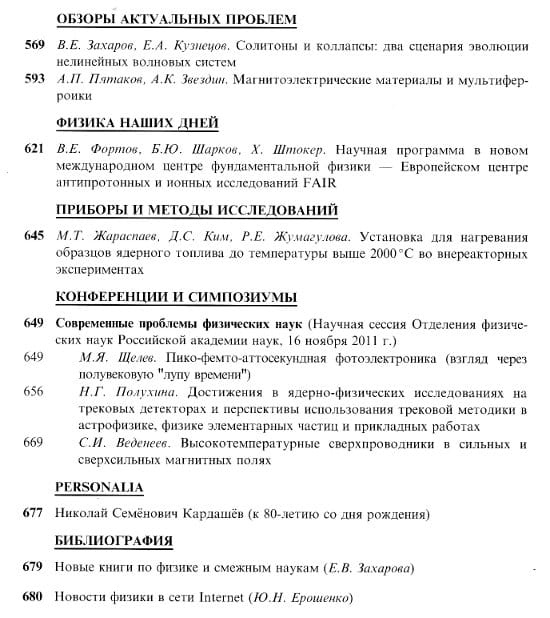 ОБЗОРЫ АКТУАЛЬНЫХ ПРОБЛЕМ
569 В.Е. Захаров, Е.А. Кузнецов. Солитоны и коллапсы: два сценария эволюции
нелинейных волновых систем
593 А.П. Пятаков, А.К. Звездин. Магнитоэлектрические материалы и мультифер-
роики
ФИЗИКА НАШИХ ДНЕЙ
621 В.Е. Фортов, Б.Ю. Шарков, Х. Штокер. Научная программа в новом
международном центре фундаментальной физики — Европейском центре
антипротонных и ионных исследований FAIR
ПРИБОРЫ И МЕТОДЫ ИССЛЕДОВАНИЙ
645 М.Т. Жараспаев, Д.С. Ким, Р.Е. Жумагулова. Установка для нагревания
образцов ядерного топлива до температуры выше 2000 °С во внереакторных
экспериментах
КОНФЕРЕНЦИИ И СИМПОЗИУМЫ
649 Современные проблемы физических наук (Научная сессия Отделения физиче-
ских наук Российской академии наук, 16 ноября 2011 г.)
649 М.Я. Щелев. Пико-фемто-аттосекундная фотоэлектроника (взгляд через
полувековую "лупу времени")
656 Н.Г. Полухина. Достижения в ядерно-физических исследованиях на
трековых детекторах и перспективы использования трековой методики в
астрофизике, физике элементарных частиц и прикладных работах
669 С.И. Веденеев. Высокотемпературные сверхпроводники в сильных и
сверхсильных магнитных полях
PERSONALIA
677 Николай Семёнович Кардашёв (к 80-летию со дня рождения)
БИБЛИОГРАФИЯ
679 Новые книги по физике и смежным наукам (Е.В. Захарова)
680 Новости физики в сети Internet (Ю.Н. Ерошенко)